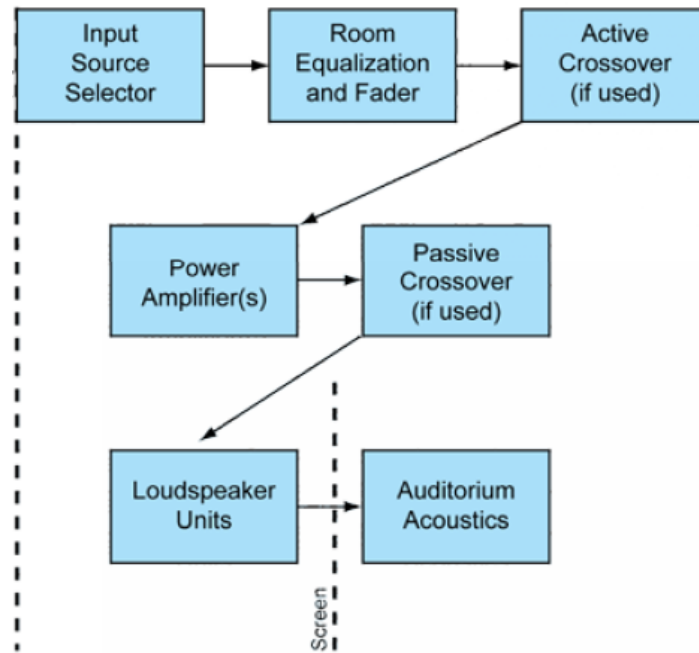 Input
Source
Selector
Room
Equalization
and Fader
Active
Crossover
(if used)
Power
Amplifier(s)
Passive
Crossover
(if used)
Loudspeaker
Units
Auditorium
Acoustics
Screen